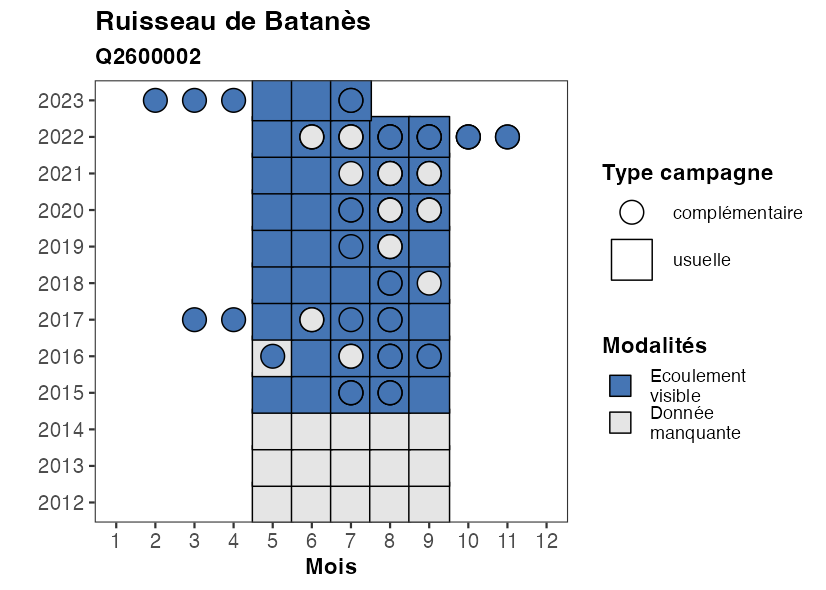 Ruisseau de Batanès
Q2600002
2023
2022
2021
2020
2019
2018
2017
2016
2015
2014
2013
2012
1 2 3 4 5 6 7 8 9 10 11 12
Mois
Type campagne
complémentaire
usuelle
Modalités
Ecoulement
visible
Donnée
manquante